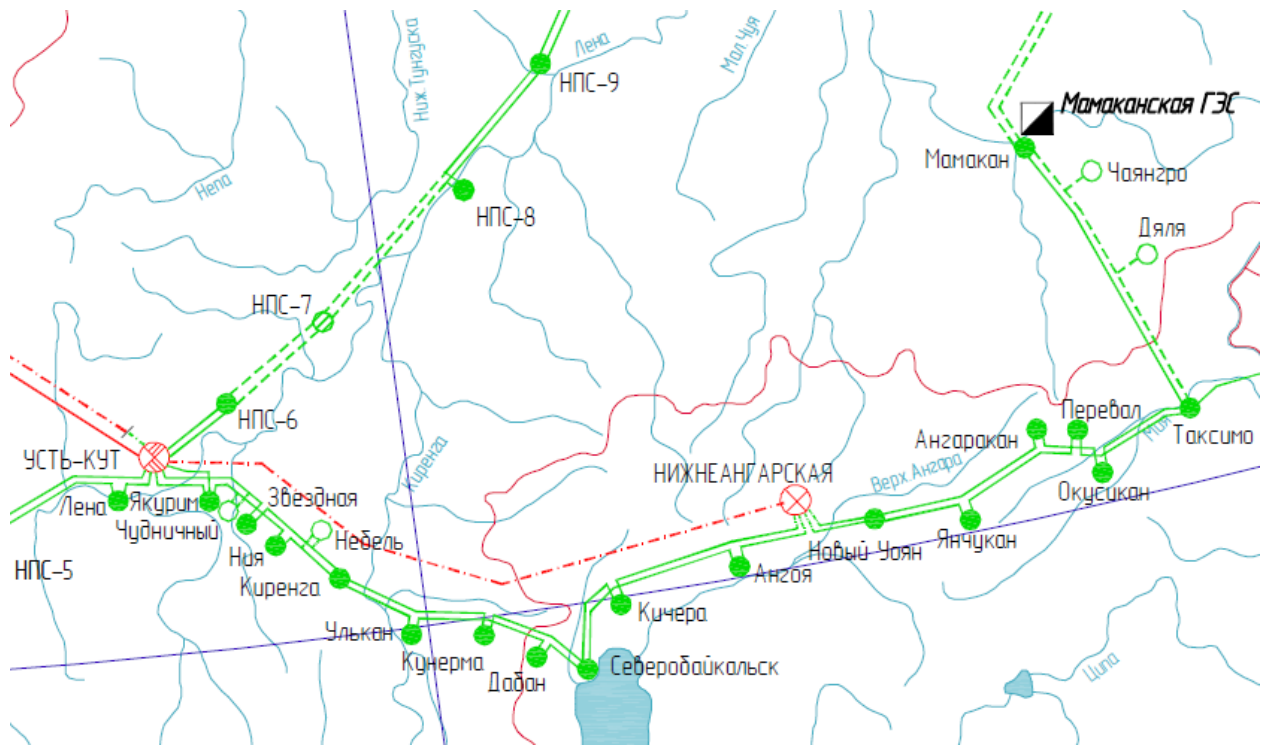 Ниж. Тунгуска
Лена
НПС-9
Мал.Чуя
Мамаканская ГЭС
Мамакан
Чаянгро
Непа
НПС-8
Дяля
НПС-7
НПС-6
УСТЬ-КУТ
Киренга
НИЖНЕАНГАРСКАЯ
Верх. Ангара
Ангаракан
Перевал
Муя
Таксимо
Лена
Якурим
Звездная
Чудничный
Окусикан
НПС-5
Ния
Небель
Киренга
Ангоя
Новый Уоян
Янчукан
Кичера
Улькан
Кунерма
Дабан
Северобайкальск
Ципа